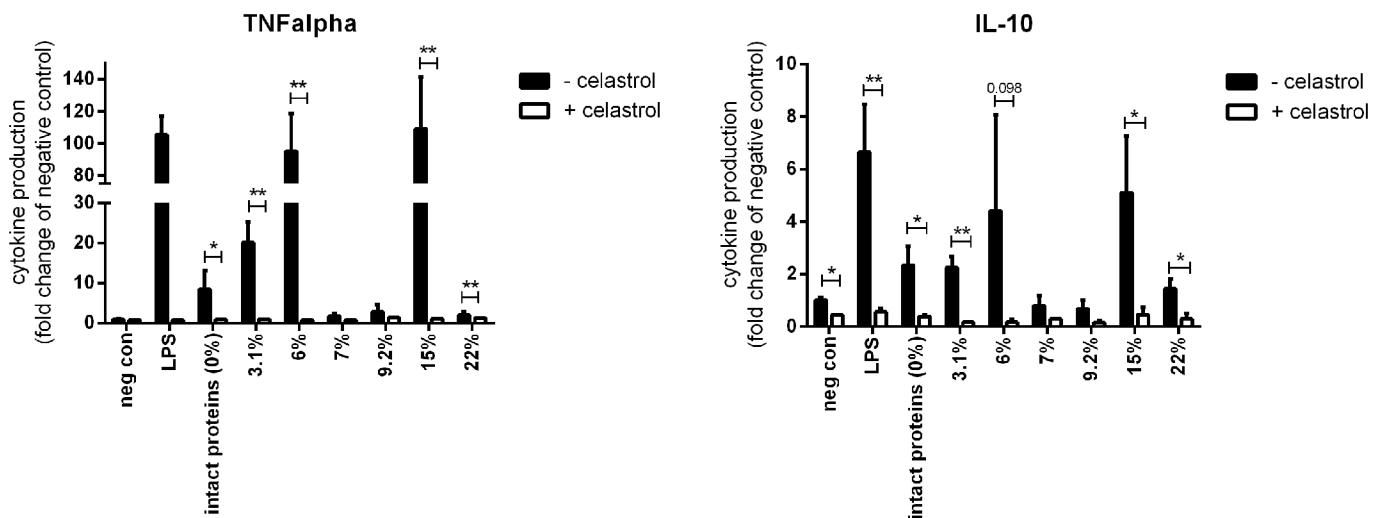 TNFalpha
cytokine production
(fold change of negative control)
140
120
100
80
60
30
20
10
0
**
*
**
**
**
- celastrol
+ celastrol
neg con
LPS
intact proteins (0%)
3.1%
6%
7%
9.2%
15%
22%
IL-10
cytokine production
(fold change of negative control)
10
8
6
4
2
0
*
**
*
**
0.098
*
*
- celastrol
+ celastrol
neg con
LPS
intact proteins (0%)
3.1%
6%
7%
9.2%
15%
22%